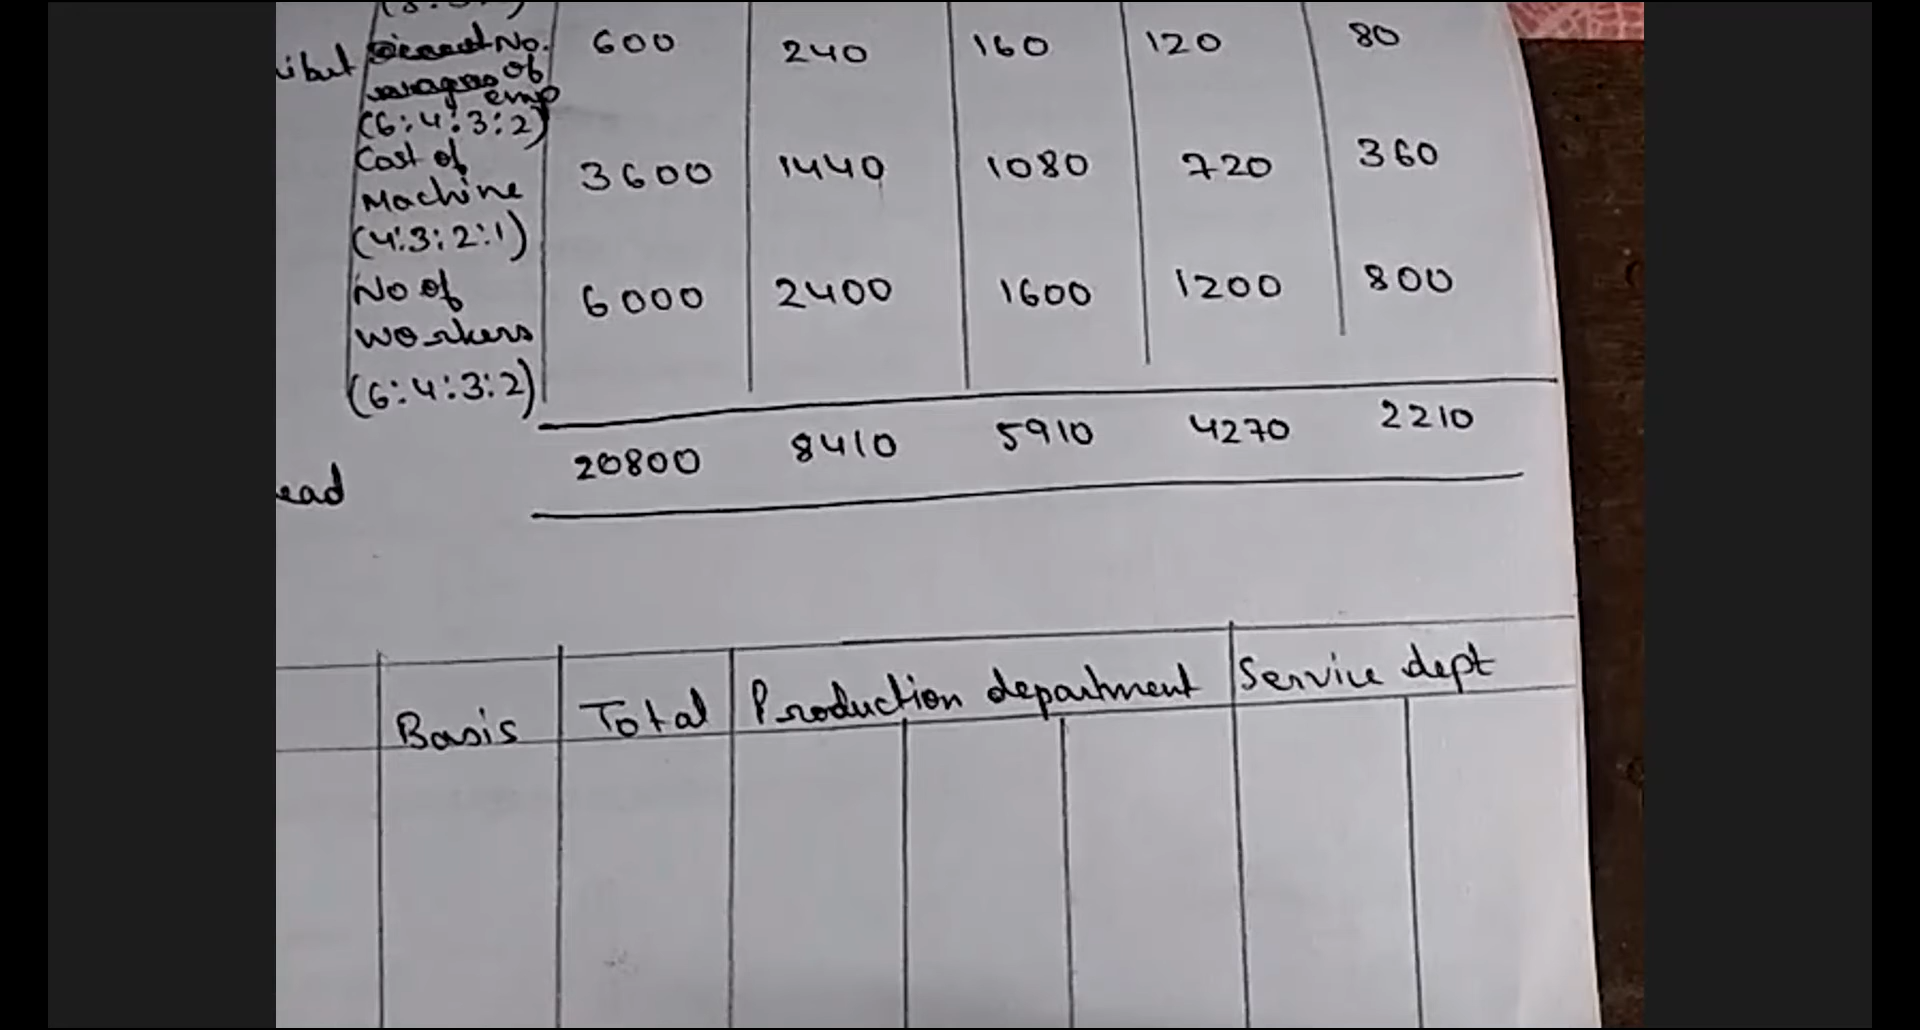 No. 600 240 160 120 80
of
emp
(6:4:3:2)
Cost of
Machine 3600 1440 1080 720 360
(4:3:2:1)
No of
workers 6000 2400 1600 1200 800
(6:4:3:2)
ead 20800 8410 5910 4270 2210
Basis Total Production department Service dept